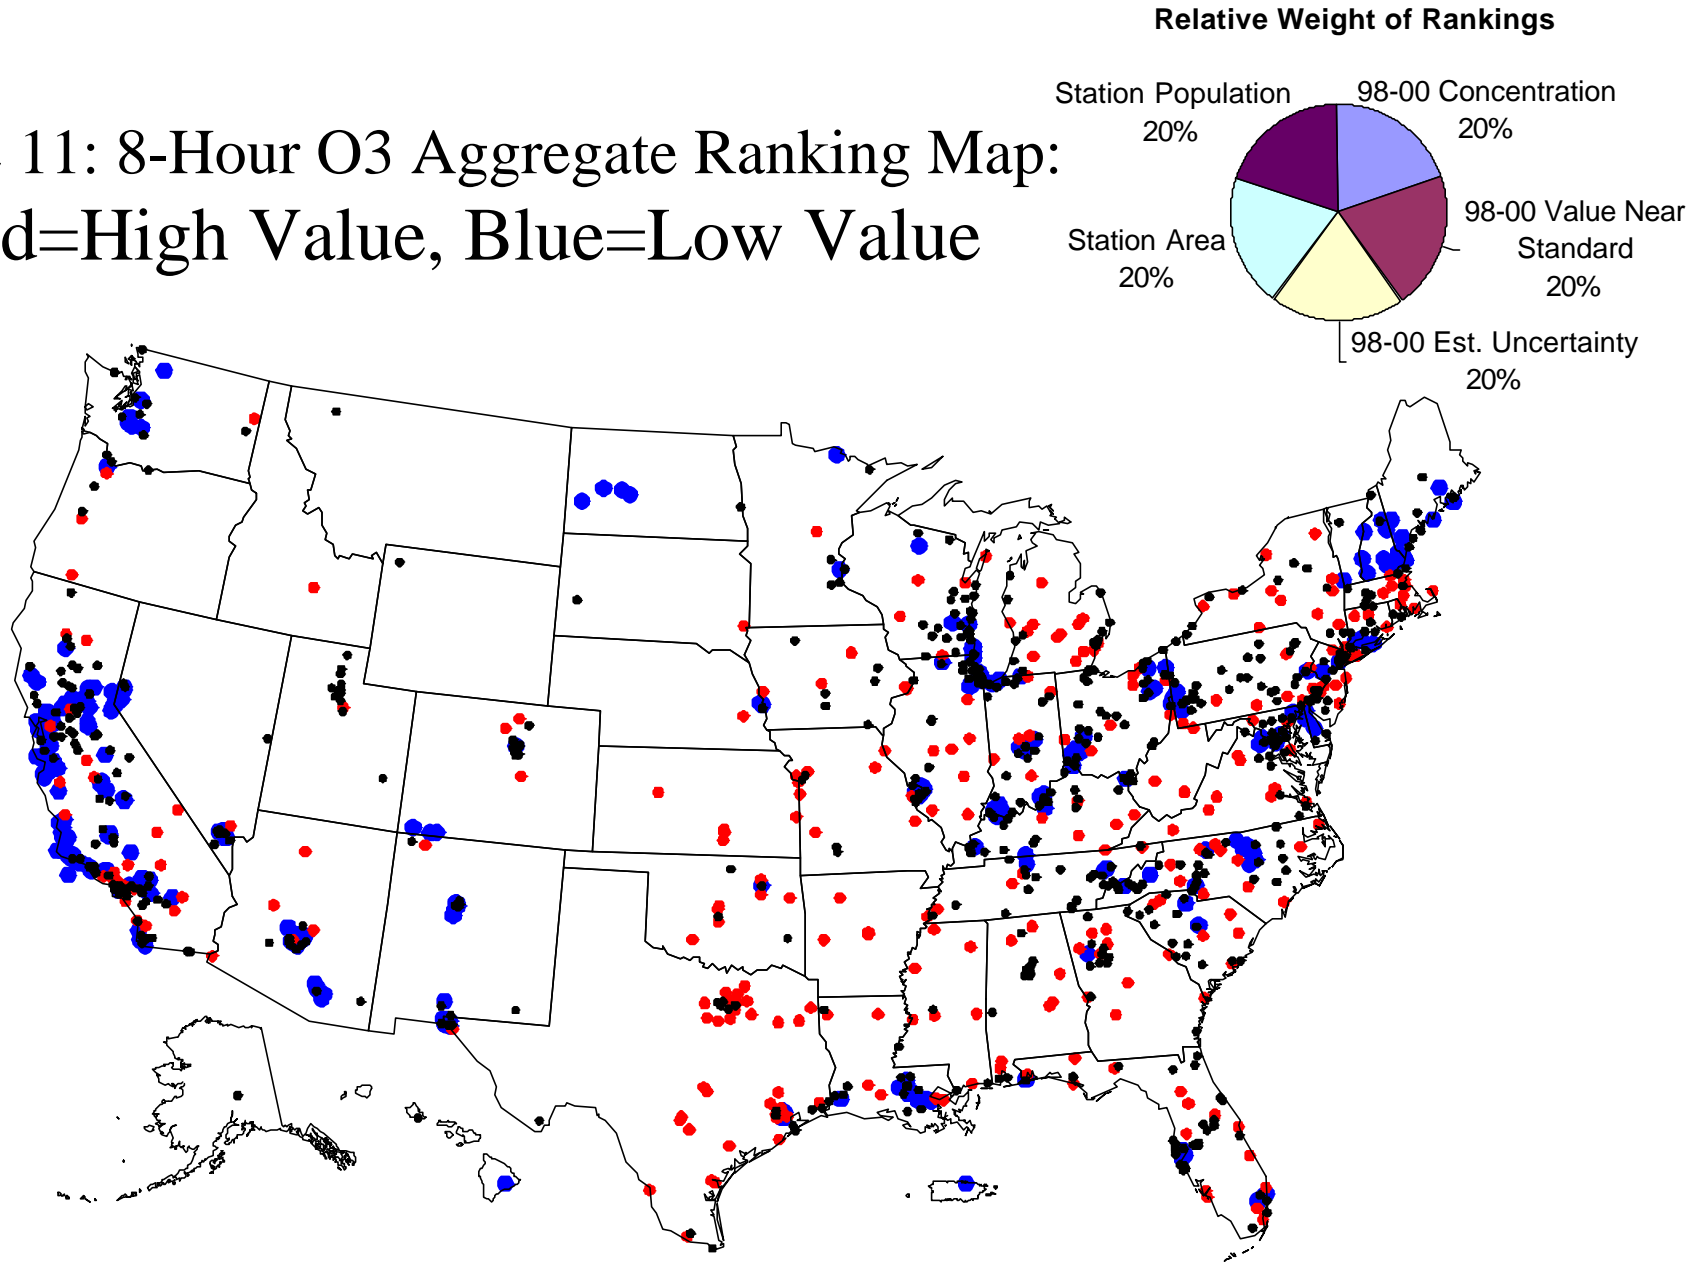 Relative Weight of Rankings
Station Population
20%
98-00 Concentration
20%
11: 8-Hour O3 Aggregate Ranking Map:
d=High Value, Blue=Low Value
98-00 Value Near
Standard
20%
Station Area
20%
98-00 Est. Uncertainty
20%